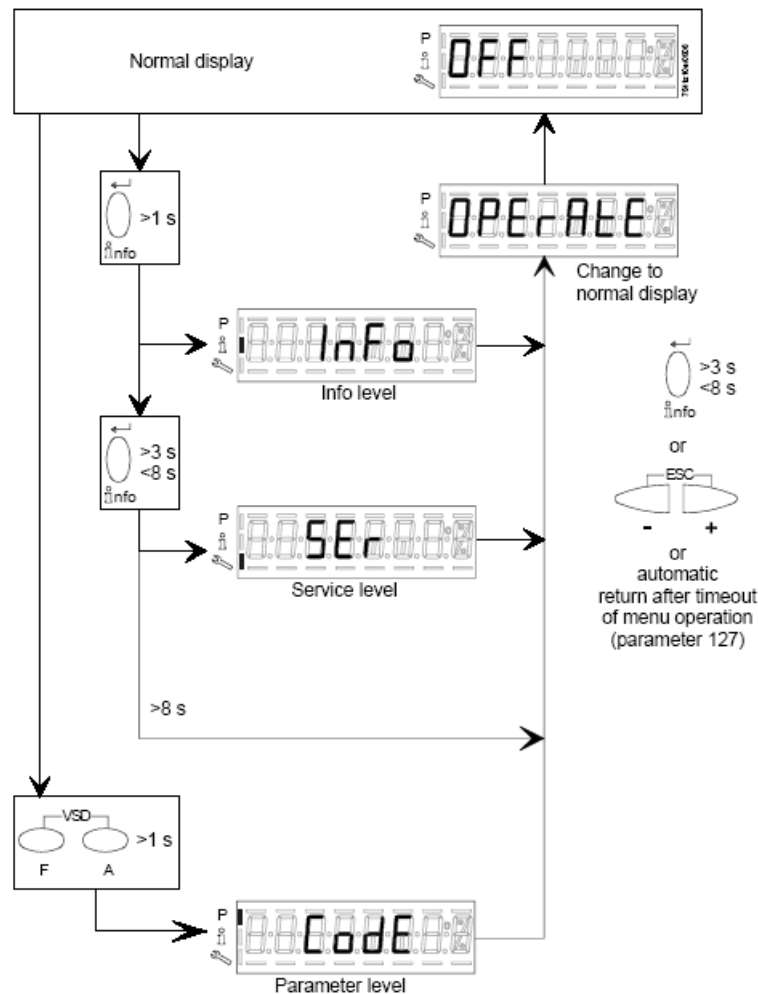 Normal display
P
OFF
P
OPErAtE
Change to
normal display
>1 s
info
P
InFo
Info level
>3 s
<8 s
info
or
ESC
- +
or
automatic
return after timeout
of menu operation
(parameter 127)
>3 s
<8 s
info
P
SEr
Service level
>8 s
VSD
>1 s
F A
P
CodE
Parameter level